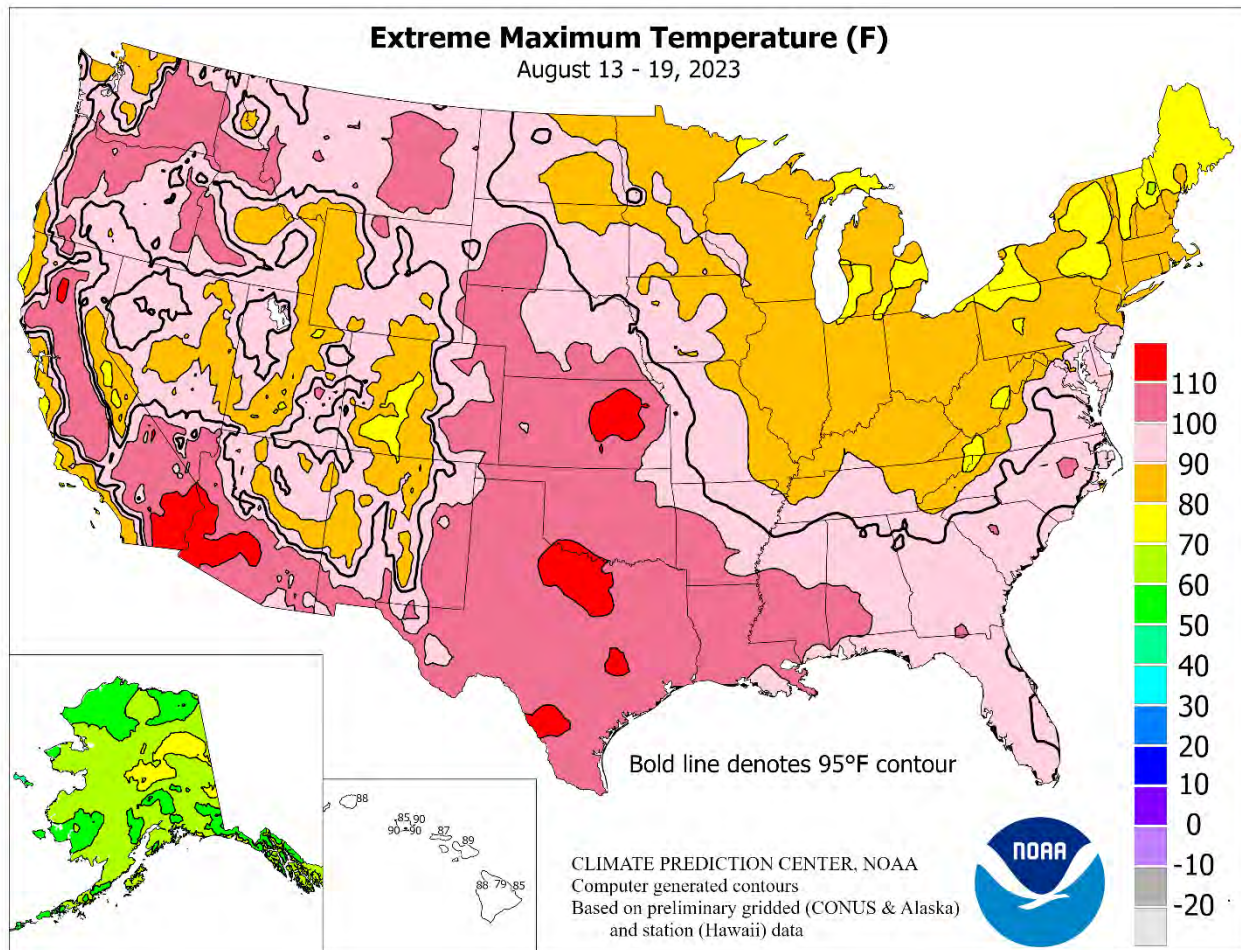 Extreme Maximum Temperature (F)
August 13 - 19, 2023
110
100
90
80
70
60
50
40
30
20
10
0
-10
-20
Bold line denotes 95°F contour
88
85 90
90 90
87
89
88 79 85
CLIMATE PREDICTION CENTER, NOAA
Computer generated contours
Based on preliminary gridded (CONUS & Alaska)
and station (Hawaii) data
NOAA